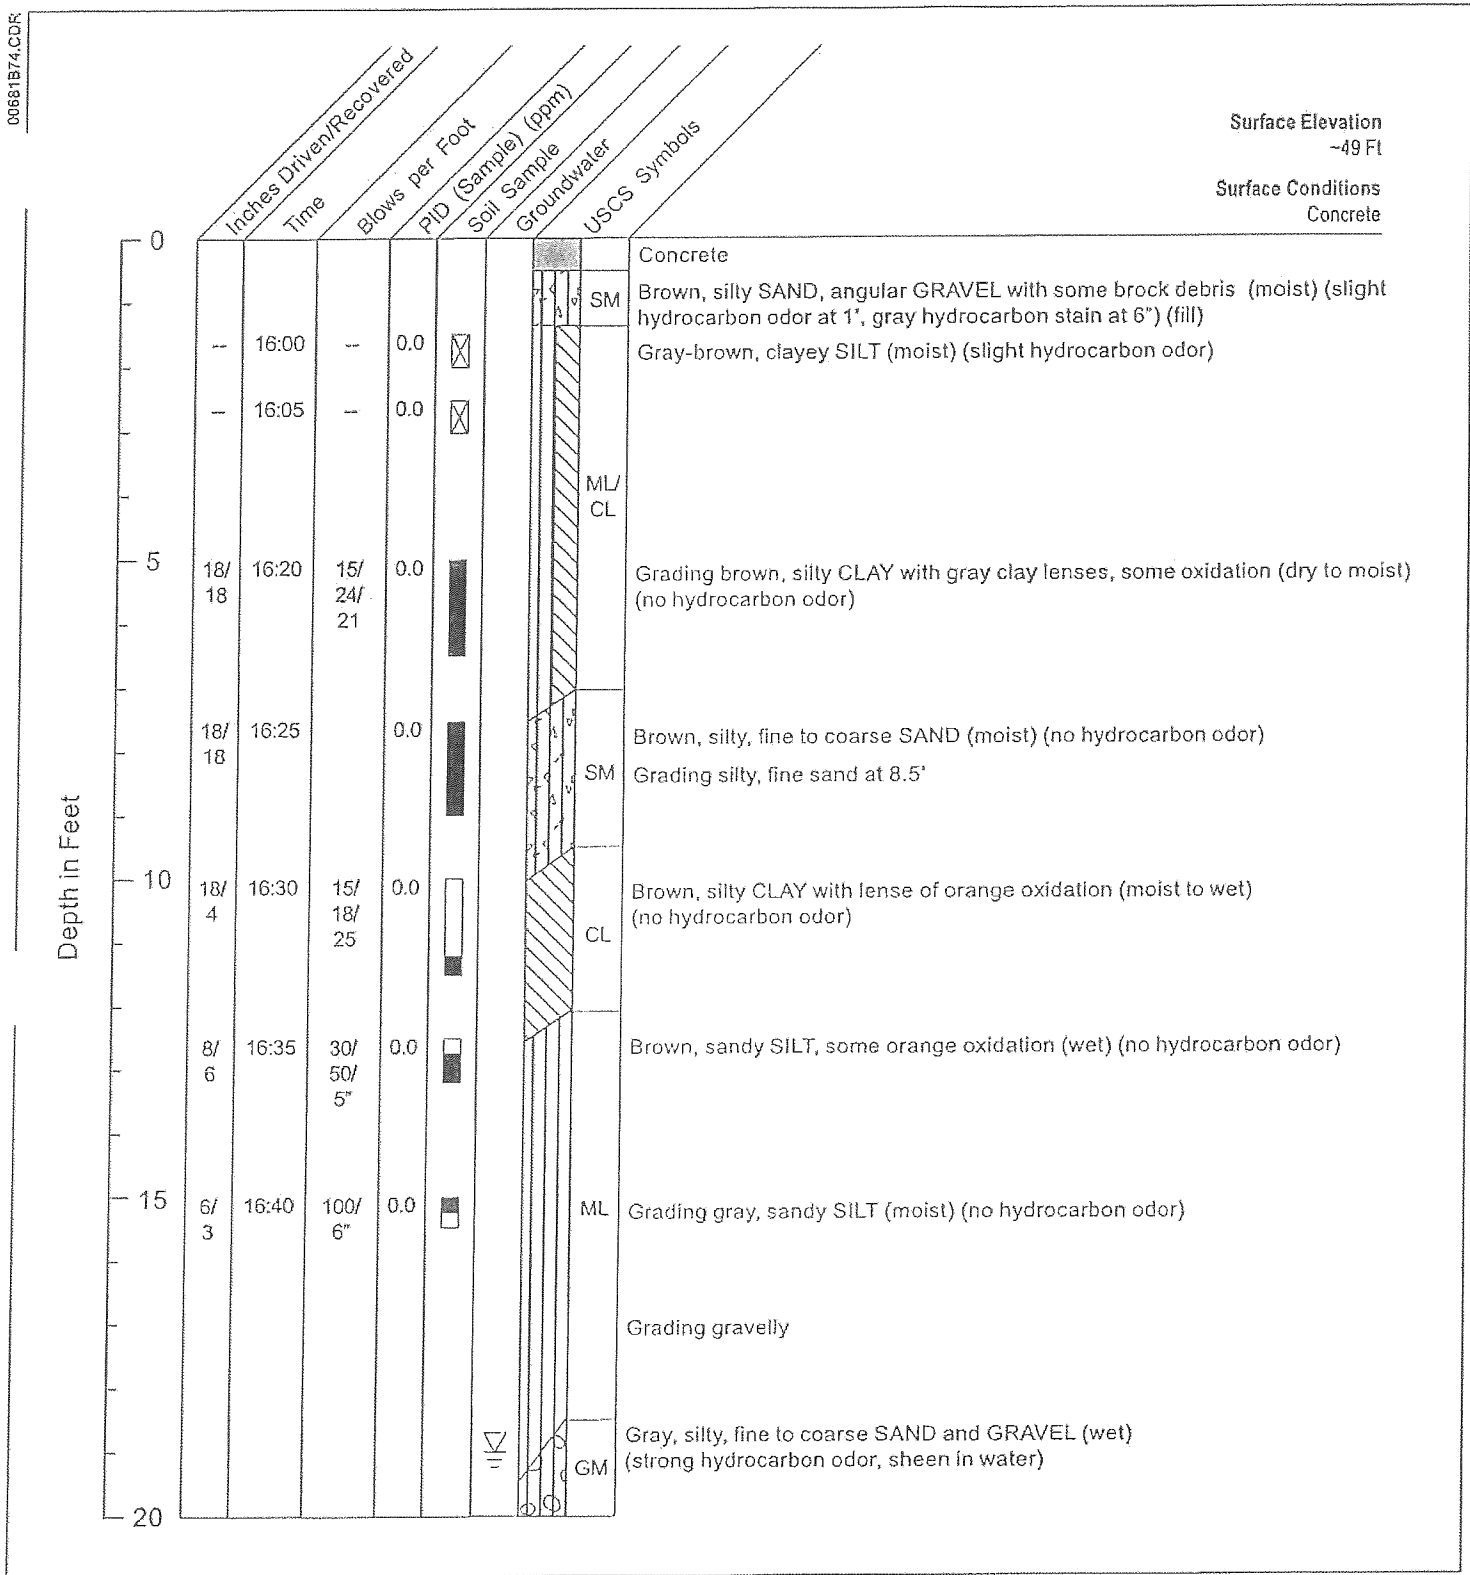 00681B74.CDR
Surface Elevation
~49 Ft
Surface Conditions
Concrete
Inches Driven/Recovered
Time
Blows per Foot
PID (Sample) (ppm)
Soil Sample
Groundwater
USCS Symbols
Depth in Feet
0
Concrete
SM
Brown, silty SAND, angular GRAVEL with some brock debris (moist) (slight
hydrocarbon odor at 1', gray hydrocarbon stain at 6") (fill)
-- 16:00 -- 0.0
Gray-brown, clayey SILT (moist) (slight hydrocarbon odor)
-- 16:05 -- 0.0
ML/
CL
5
18/ 16:20 15/ 0.0
18 24/
21
Grading brown, silty CLAY with gray clay lenses, some oxidation (dry to moist)
(no hydrocarbon odor)
18/ 16:25 0.0
18
Brown, silty, fine to coarse SAND (moist) (no hydrocarbon odor)
SM
Grading silty, fine sand at 8.5'
10
18/ 16:30 15/ 0.0
4 18/
25
Brown, silty CLAY with lense of orange oxidation (moist to wet)
(no hydrocarbon odor)
CL
8/ 16:35 30/ 0.0
6 50/
5"
Brown, sandy SILT, some orange oxidation (wet) (no hydrocarbon odor)
15
6/ 16:40 100/ 0.0
3 6"
ML
Grading gray, sandy SILT (moist) (no hydrocarbon odor)
Grading gravelly
Gray, silty, fine to coarse SAND and GRAVEL (wet)
(strong hydrocarbon odor, sheen in water)
GM
20